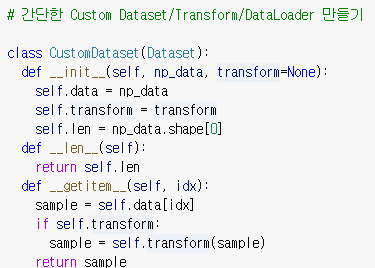 # 간단한 Custom Dataset/Transform/DataLoader 만들기
class CustomDataset(Dataset):
  def __init__(self, np_data, transform=None):
    self.data = np_data
    self.transform = transform
    self.len = np_data.shape[0]
  def __len__(self):
    return self.len
  def __getitem__(self, idx):
    sample = self.data[idx]
    if self.transform:
      sample = self.transform(sample)
    return sample